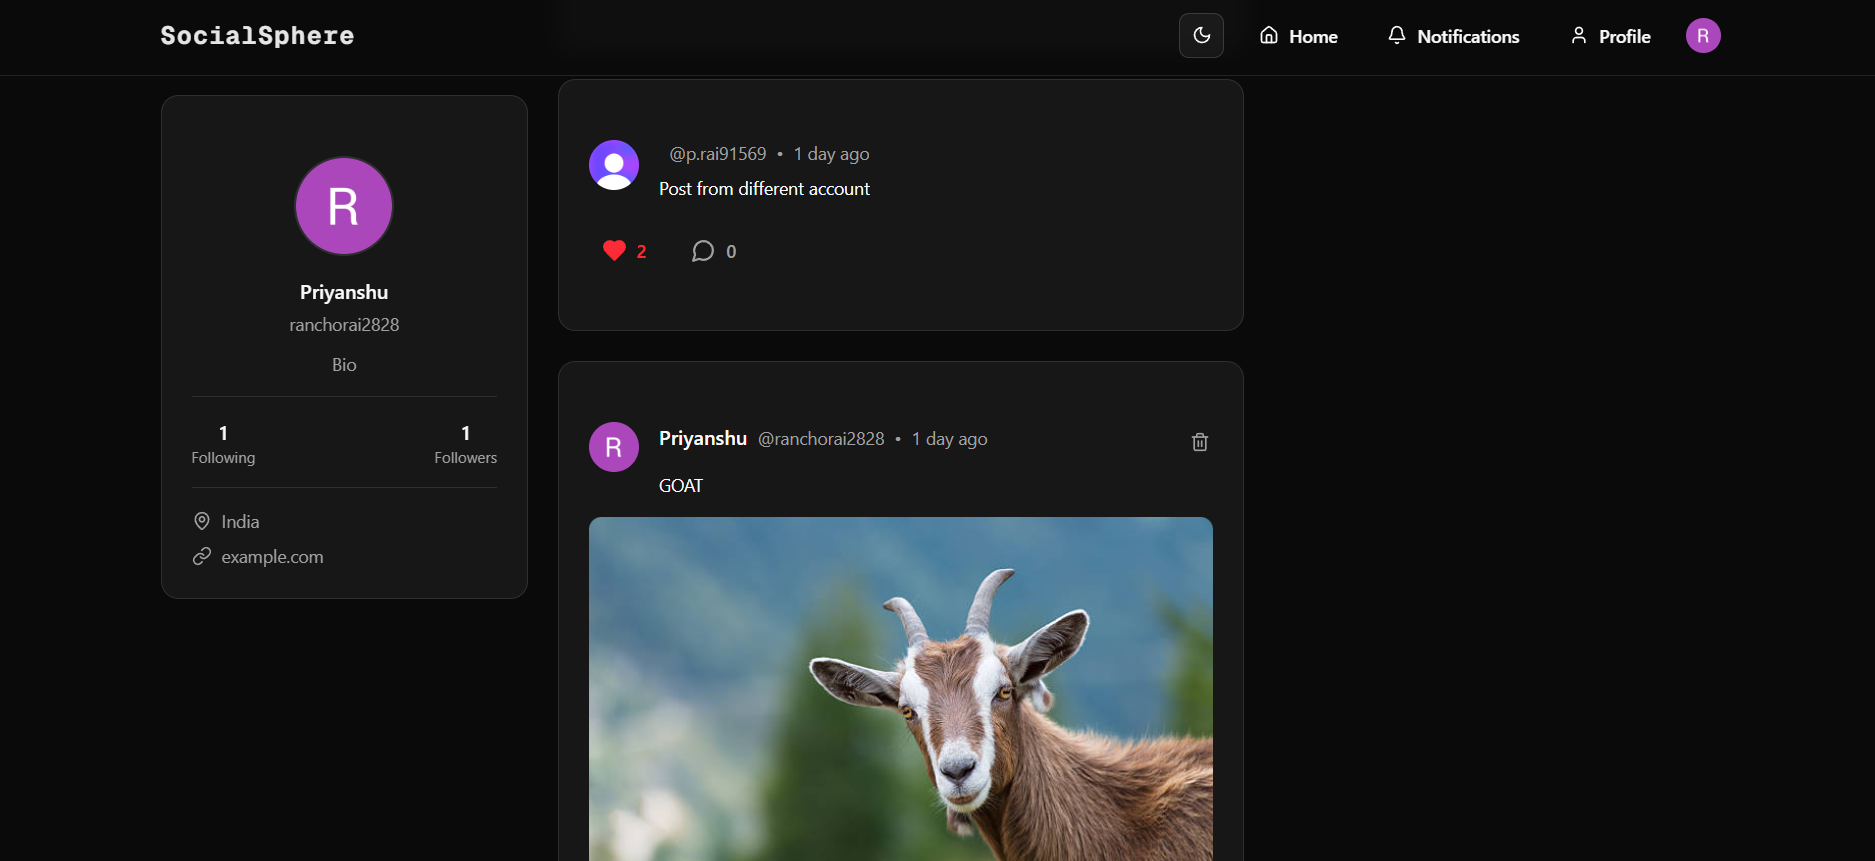 SocialSphere
Home
Notifications
Profile
R
R
Priyanshu
ranchorai2828
Bio
1
Following
1
Followers
India
example.com
@p.rai91569 • 1 day ago
Post from different account
2
0
R
Priyanshu @ranchorai2828 • 1 day ago
GOAT